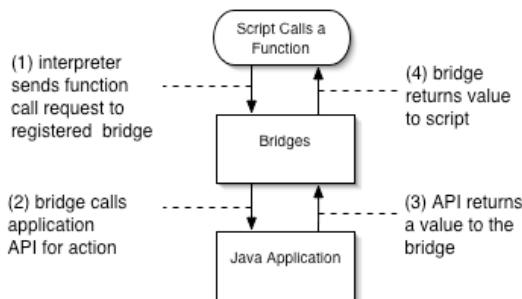 Script Calls a
Function
(1) interpreter
sends function
call request to
registered bridge
(4) bridge
returns value
to script
Bridges
(2) bridge calls
application
API for action
(3) API returns
a value to the
bridge
Java Application